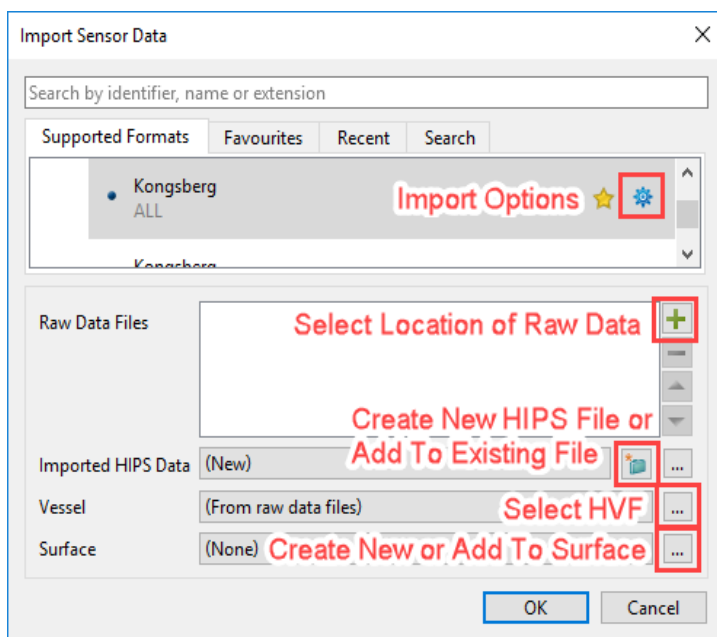 Import Sensor Data
Search by identifier, name or extension
Supported Formats Favourites Recent Search
Kongsberg
ALL
Import Options
Kongsberg
Raw Data Files
Select Location of Raw Data
Create New HIPS File or
Add To Existing File
Imported HIPS Data (New) ...
Vessel (From raw data files) Select HVF ...
Surface (None) Create New or Add To Surface ...
OK Cancel